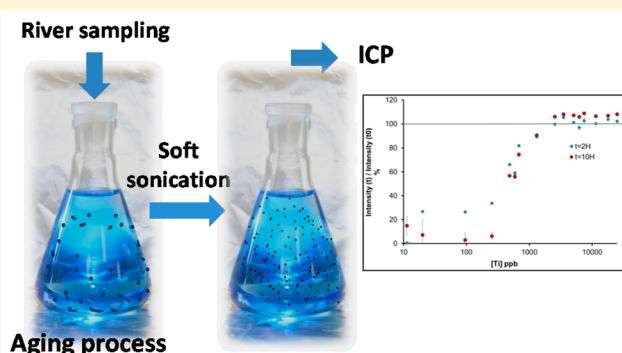 River sampling
ICP
Soft
sonication
Aging process
Intensity (t) / Intensity (t0)
%
120
100
80
60
40
20
0
t=2H
t=10H
10
100
1000
10000
[Ti] ppb